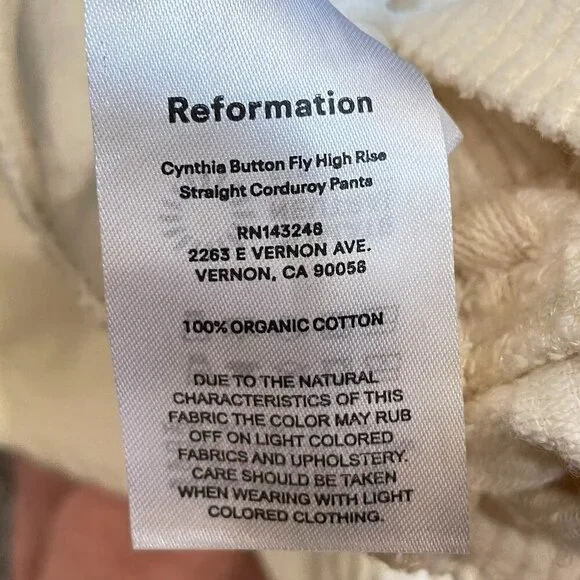 Reformation
Cynthia Button Fly High Rise
Straight Corduroy Pants
RN143248
2263 E VERNON AVE.
VERNON, CA 90058
100% ORGANIC COTTON
DUE TO THE NATURAL
CHARACTERISTICS OF THIS
FABRIC THE COLOR MAY RUB
OFF ON LIGHT COLORED
FABRICS AND UPHOLSTERY.
CARE SHOULD BE TAKEN
WHEN WEARING WITH LIGHT
COLORED CLOTHING.